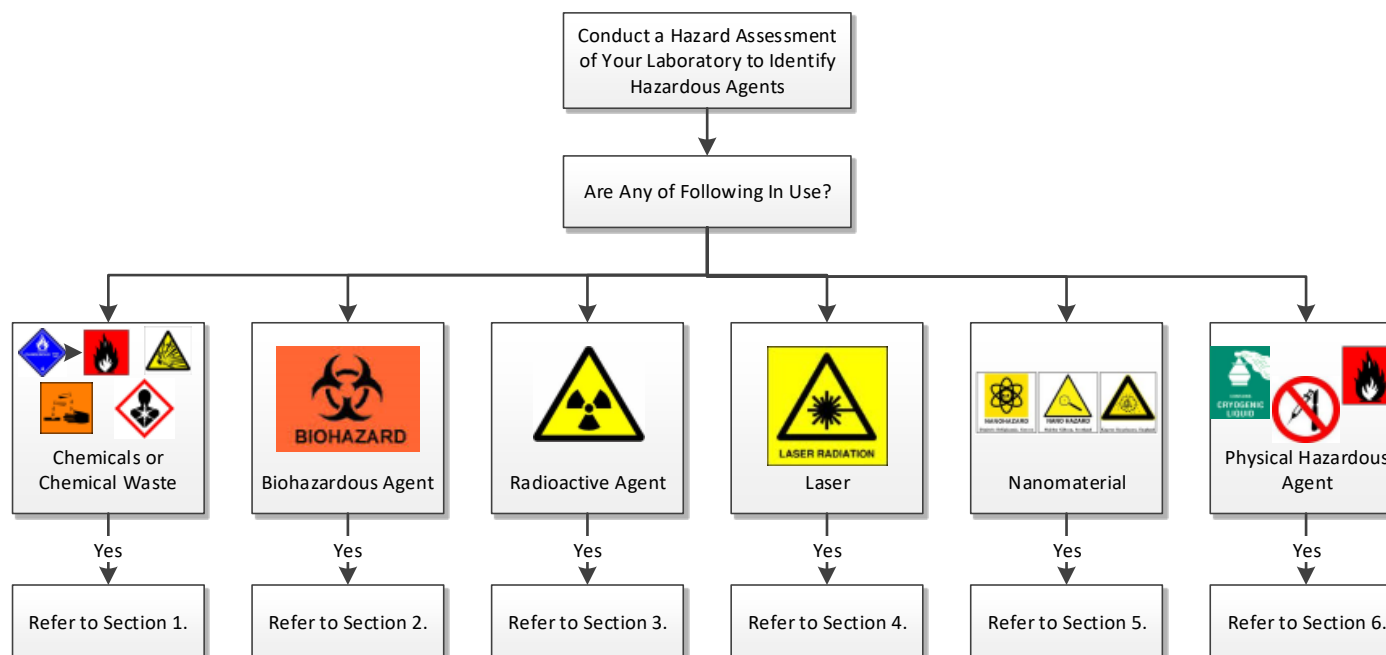 Conduct a Hazard Assessment
of Your Laboratory to Identify
Hazardous Agents
Are Any of Following In Use?
Chemicals or
Chemical Waste
BIOHAZARD
Biohazardous Agent
Radioactive Agent
LASER RADIATION
Laser
NANOHAZARD
NANO HAZARD
Nanomaterial
CRYOGENIC
LIQUID
Physical Hazardous
Agent
Yes
Yes
Yes
Yes
Yes
Yes
Refer to Section 1.
Refer to Section 2.
Refer to Section 3.
Refer to Section 4.
Refer to Section 5.
Refer to Section 6.